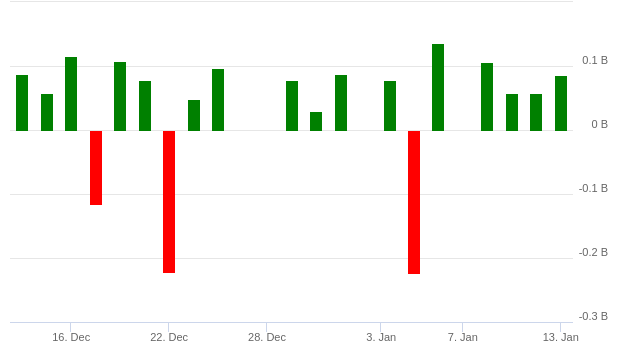 0.1 B
0 B
-0.1 B
-0.2 B
-0.3 B
16. Dec 22. Dec 28. Dec 3. Jan 7. Jan 13. Jan